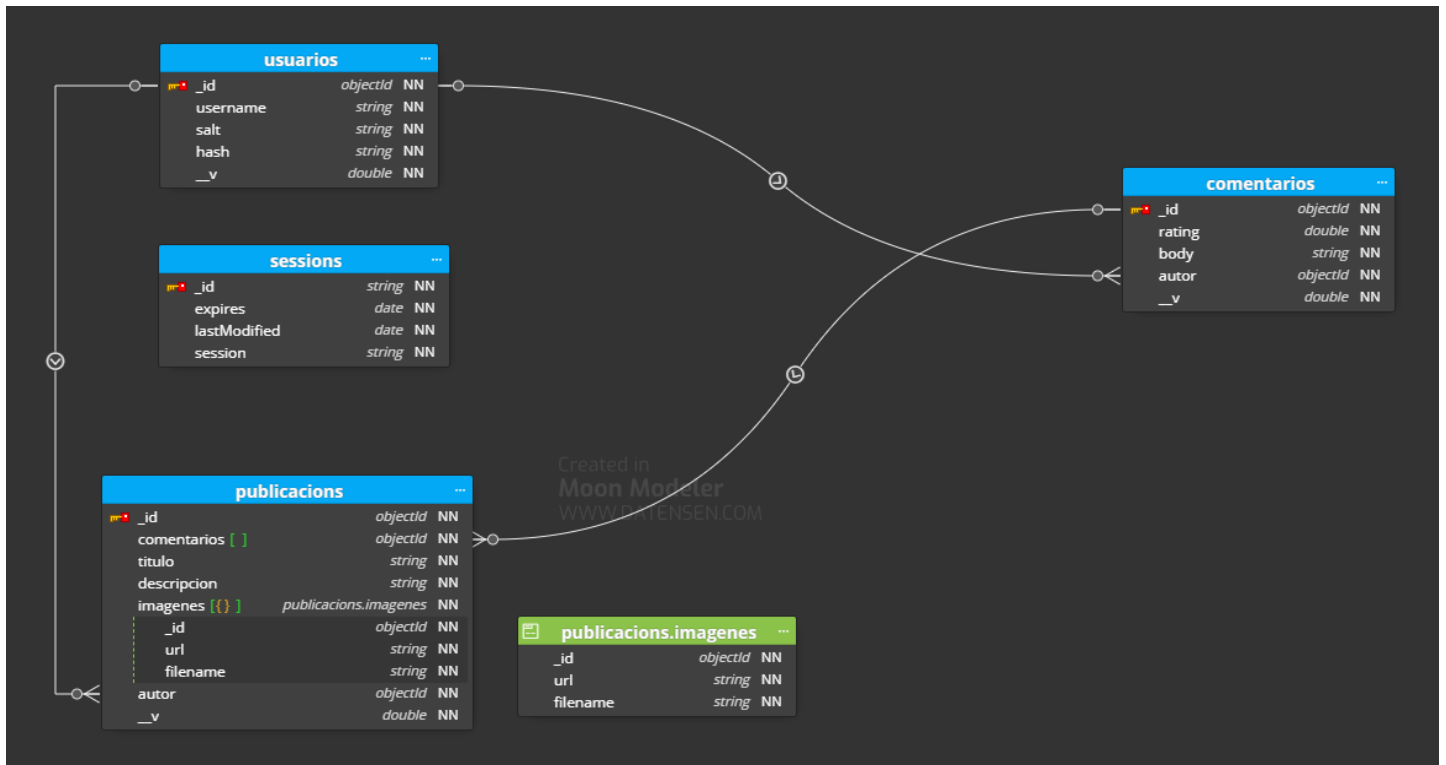 usuarios ...
_id objectId NN
username string NN
salt string NN
hash string NN
__v double NN
sessions ...
_id string NN
expires date NN
lastModified date NN
session string NN
comentarios ...
_id objectId NN
rating double NN
body string NN
autor objectId NN
__v double NN
publicacions ...
_id objectId NN
comentarios [ ] objectId NN
titulo string NN
descripcion string NN
imagenes [{} ] publicacions.imagenes NN
_id objectId NN
url string NN
filename string NN
autor objectId NN
__v double NN
Created in
Moon Modeler
WWW.DATENSEN.COM
publicacions.imagenes ...
_id objectId NN
url string NN
filename string NN